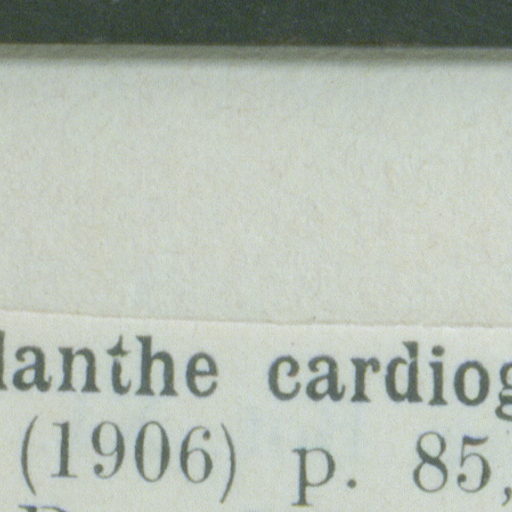 lanthe cardiog
(1906) p. 85,